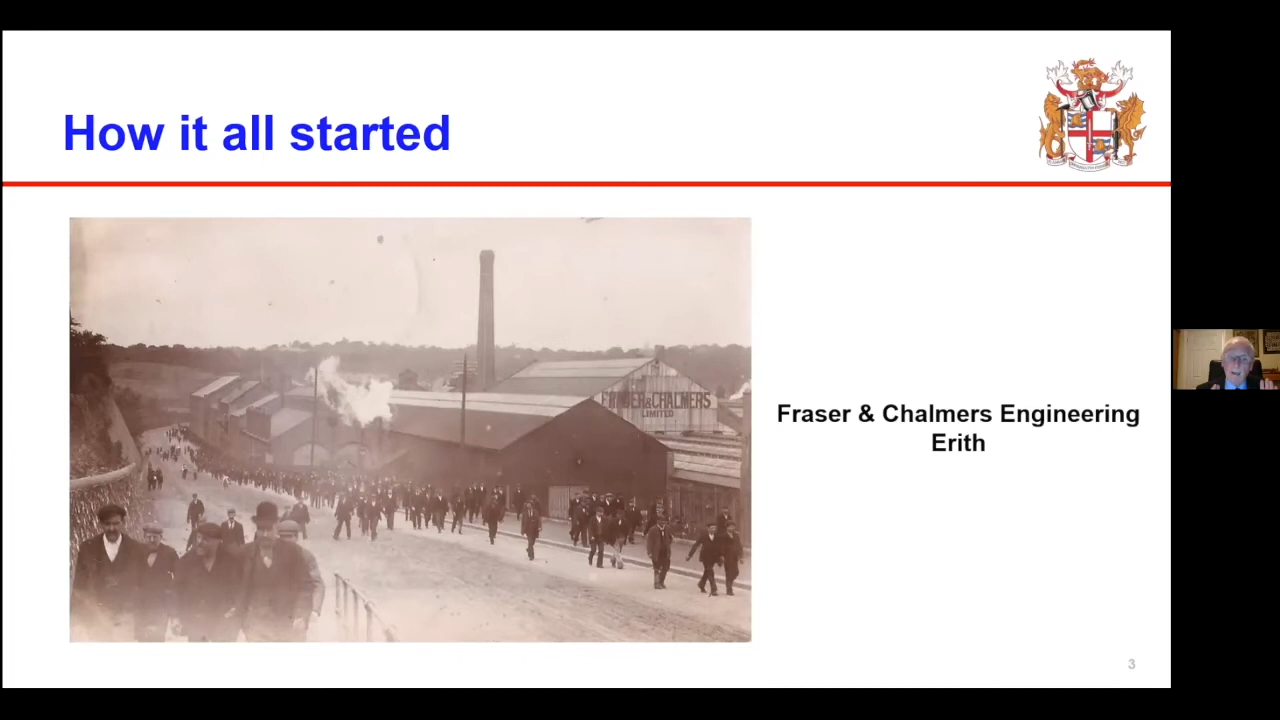 How it all started
FRASER & CHALMERS
LIMITED
Fraser & Chalmers Engineering
Erith
3